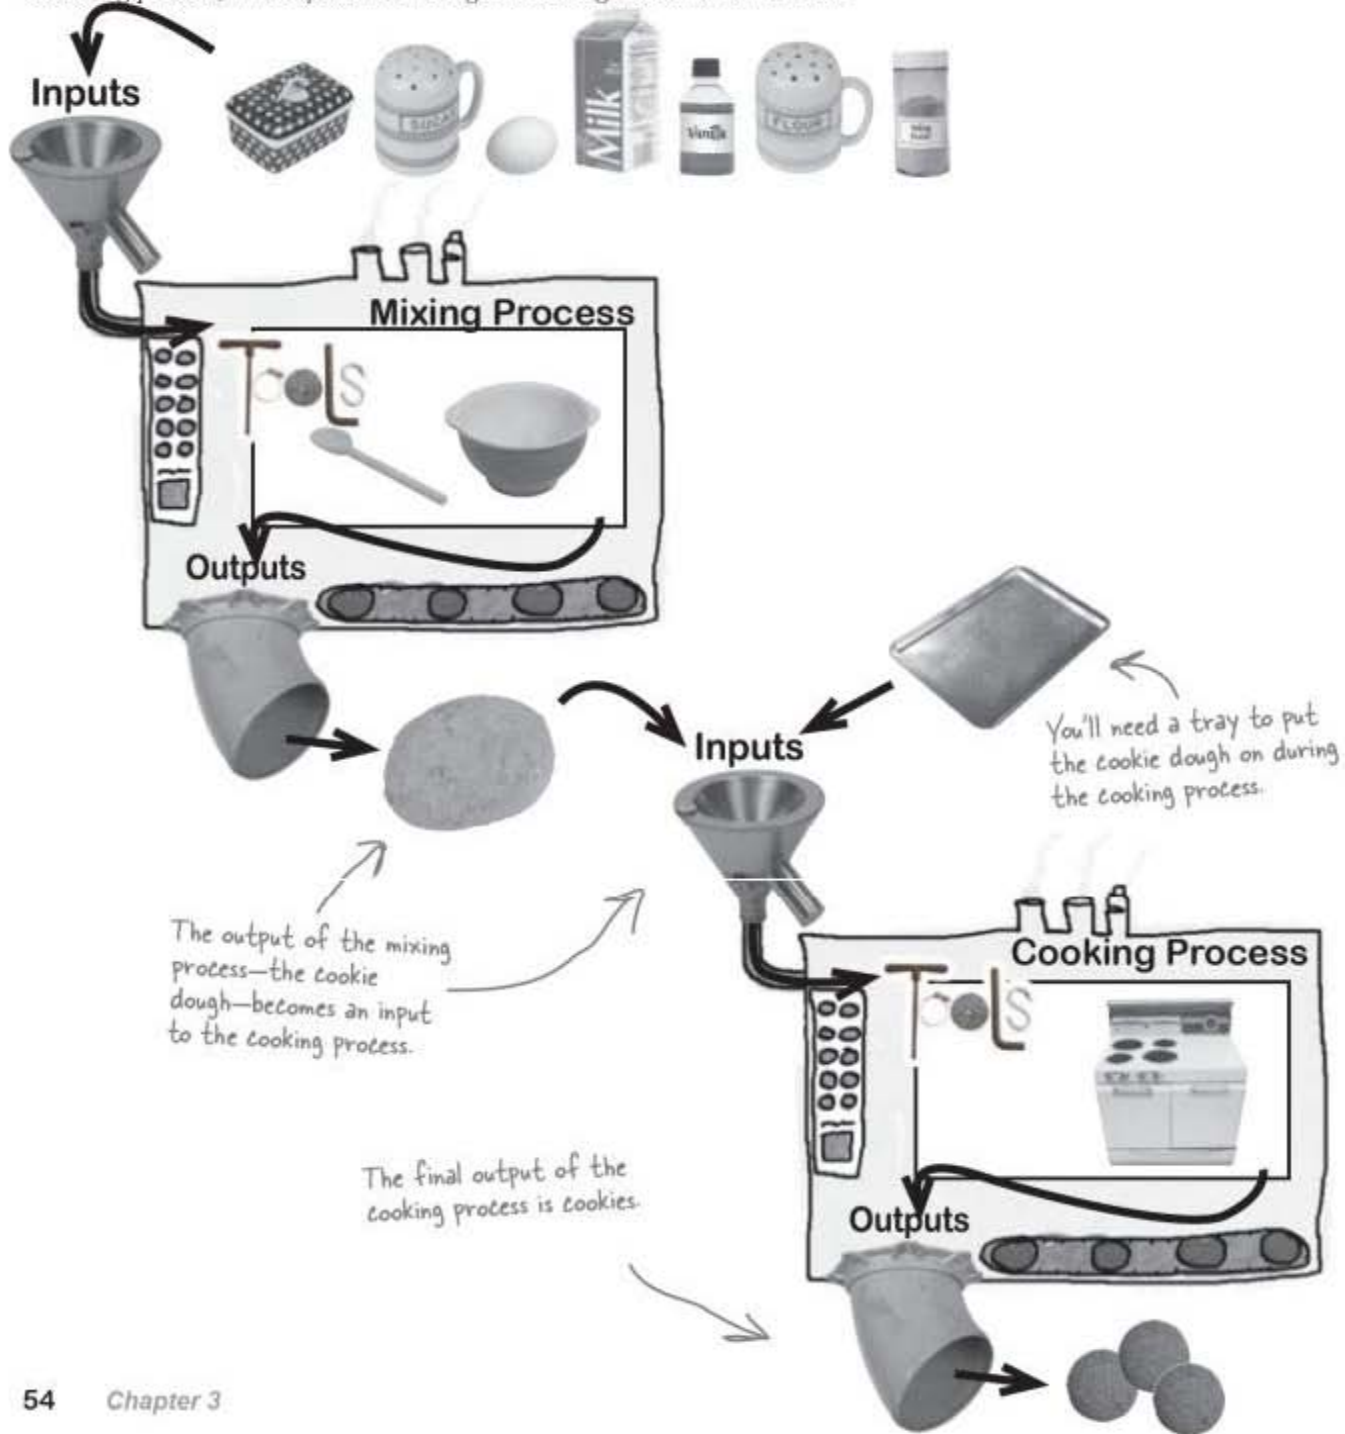 Inputs
SUGAR
Milk
Vanilla
FLOUR
Mixing Process
Tools
Outputs
Inputs
You'll need a tray to put
the cookie dough on during
the cooking process.
The output of the mixing
process—the cookie
dough—becomes an input
to the cooking process.
Cooking Process
Tools
The final output of the
cooking process is cookies.
Outputs
54 Chapter 3